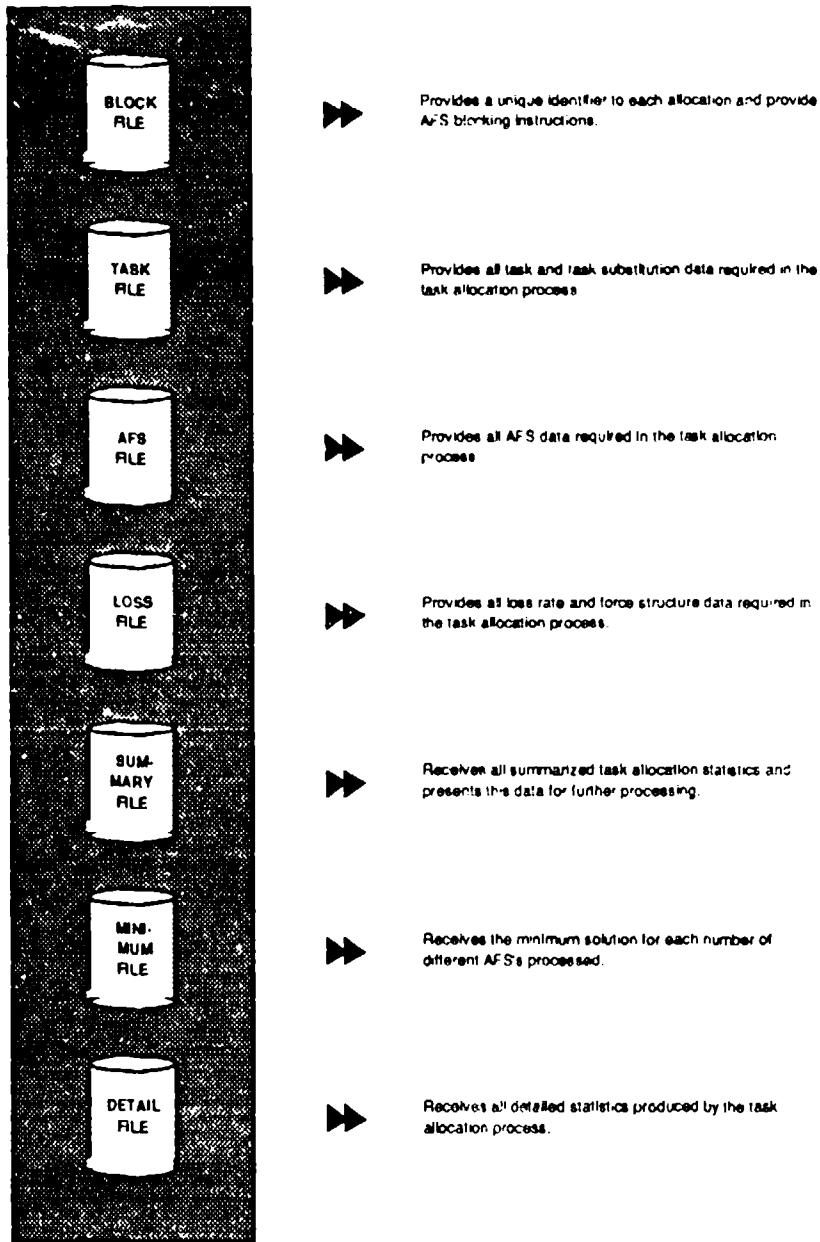 BLOCK
FILE
Provides a unique identifier to each allocation and provide
AFS blocking instructions.
TASK
FILE
Provides all task and task substitution data required in the
task allocation process
AFS
FILE
Provides all AFS data required in the task allocation
process
LOSS
FILE
Provides all loss rate and force structure data required in
the task allocation process.
SUM-
MARY
FILE
Receives all summarized task allocation statistics and
presents this data for further processing.
MINI-
MUM
FILE
Receives the minimum solution for each number of
different AFS's processed.
DETAIL
FILE
Receives all detailed statistics produced by the task
allocation process.